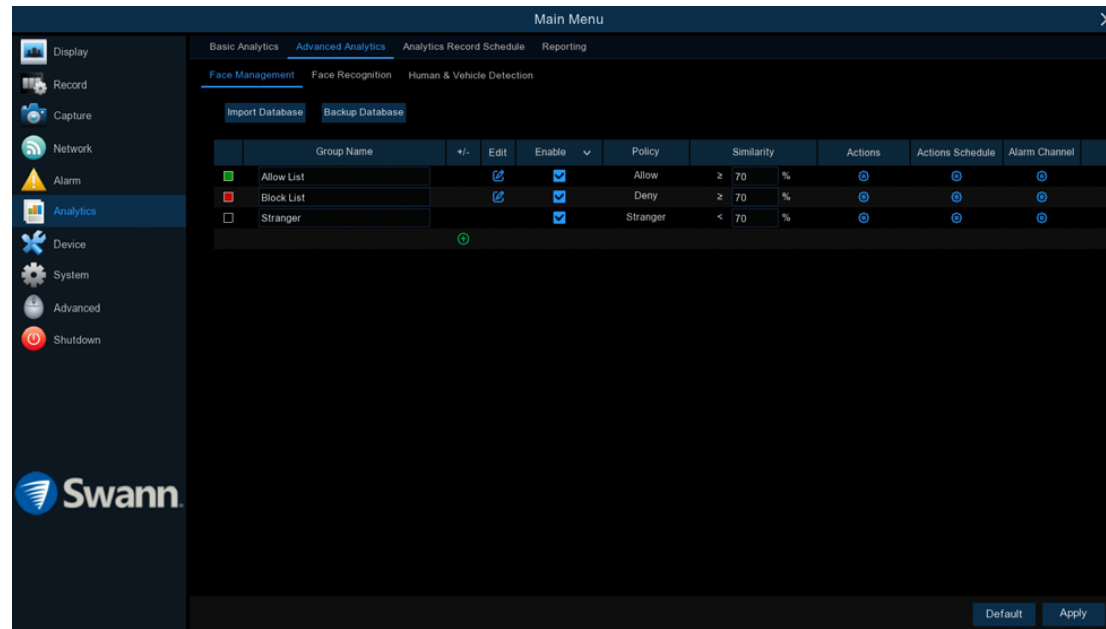 Main Menu
Display
Record
Capture
Network
Alarm
Analytics
Device
System
Advanced
Shutdown
Swann
Basic Analytics Advanced Analytics Analytics Record Schedule Reporting
Face Management Face Recognition Human & Vehicle Detection
Import Database Backup Database
Group Name +/- Edit Enable Policy Similarity Actions Actions Schedule Alarm Channel
Allow List Allow ≥ 70 %
Block List Deny ≥ 70 %
Stranger Stranger < 70 %
Default Apply